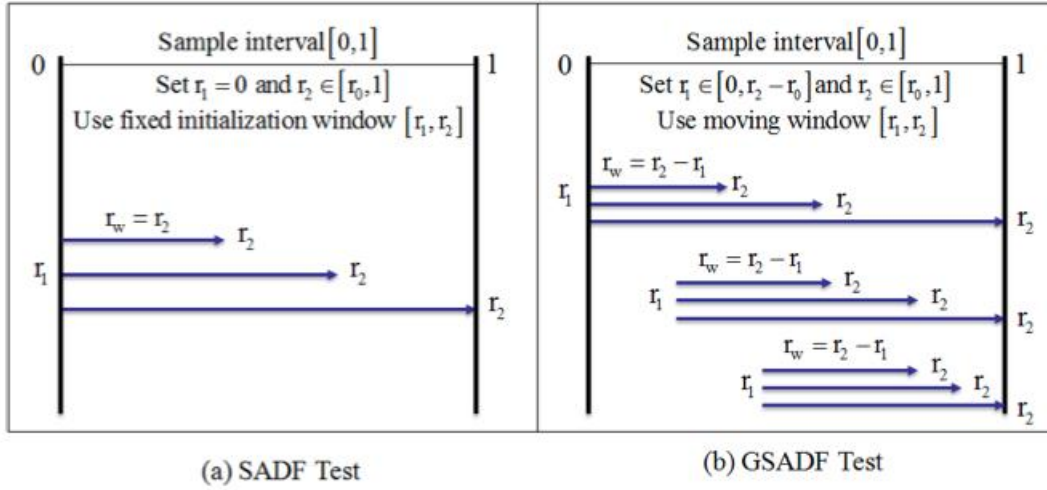 Sample interval[0,1]
0
1
Set r₁ = 0 and r₂ ∈[r₀,1]
Use fixed initialization window [r₁,r₂]
r_w = r₂
r₂
r₁
r₂
r₂
(a) SADF Test
Sample interval[0,1]
0
1
Set r₁ ∈[0,r₂ − r₀]and r₂ ∈[r₀,1]
Use moving window [r₁,r₂]
r_w = r₂ − r₁
r₂
r₁
r₂
r₂
r_w = r₂ − r₁
r₂
r₁
r₂
r₂
r_w = r₂ − r₁
r₂
r₁
r₂
r₂
(b) GSADF Test